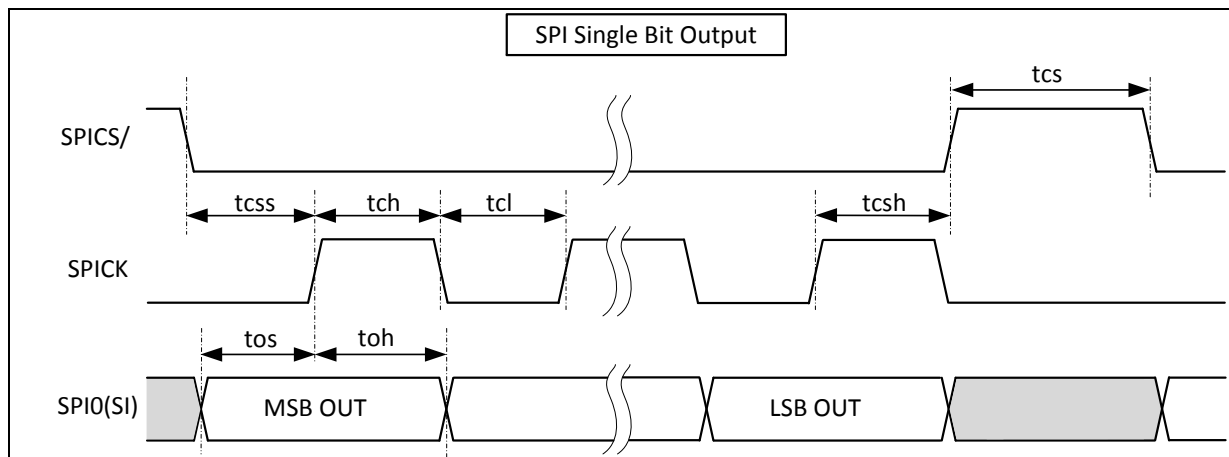 SPI Single Bit Output
tcs
SPICS/
tcss tch tcl tcsh
SPICK
tos toh
SPI0(SI) MSB OUT LSB OUT